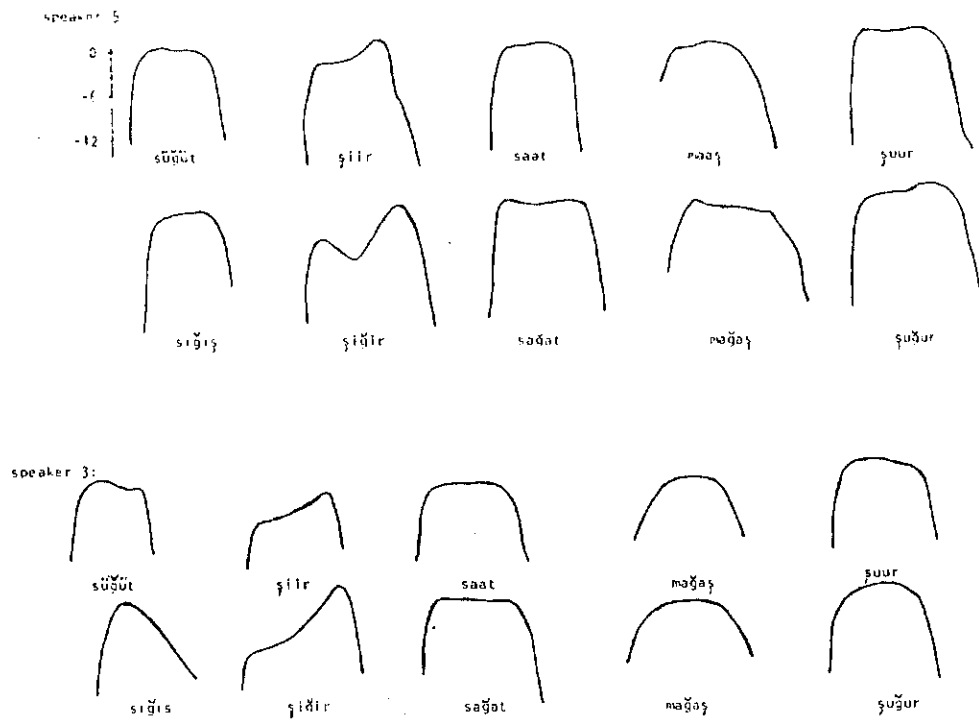 speaker 5
0
-6
-12
süğüt şiir saat maaş şuur
sığış şiğir sağat mağaş şuğur
speaker 3:
süğüt şiir saat mağaş şuur
sığıs şiğir sağat mağaş şuğur